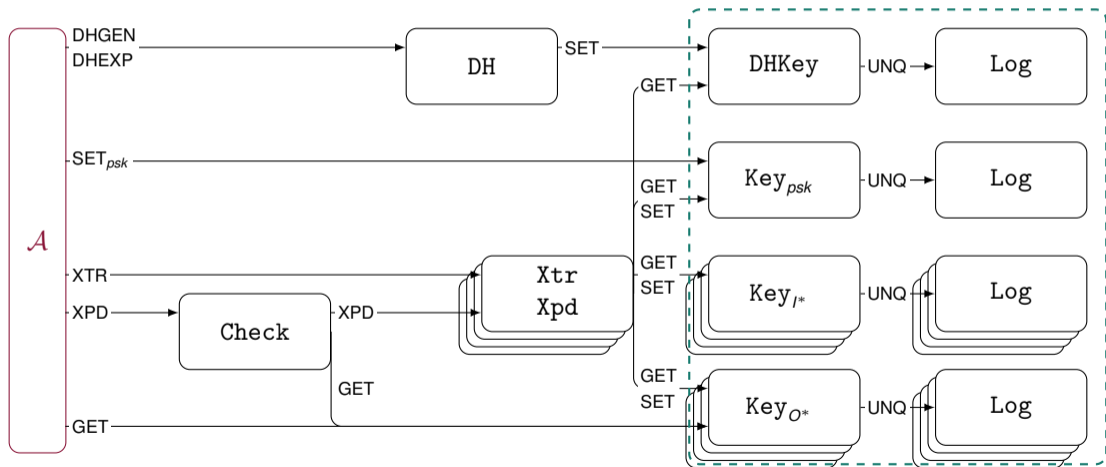 DHGEN
DHEXP
DH
SET
DHKey
UNQ
Log
GET
SET_psk
Key_psk
UNQ
Log
GET
SET
𝒜
XTR
XPD
Check
XPD
Xtr
Xpd
GET
SET
Key_I*
UNQ
Log
GET
GET
SET
Key_O*
UNQ
Log
GET